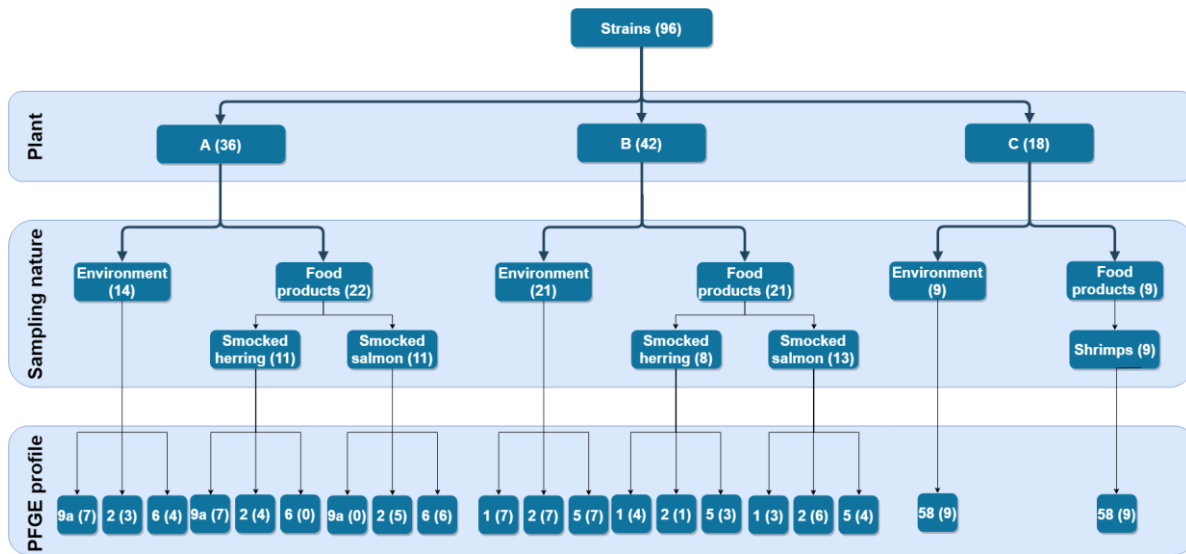 Strains (96)
Plant
A (36)
B (42)
C (18)
Sampling nature
Environment
(14)
Food
products (22)
Environment
(21)
Food
products (21)
Environment
(9)
Food
products (9)
Smocked
herring (11)
Smocked
salmon (11)
Smocked
herring (8)
Smocked
salmon (13)
Shrimps (9)
PFGE profile
9a (7)
2 (3)
6 (4)
9a (7)
2 (4)
6 (0)
9a (0)
2 (5)
6 (6)
1 (7)
2 (7)
5 (7)
1 (4)
2 (1)
5 (3)
1 (3)
2 (6)
5 (4)
58 (9)
58 (9)